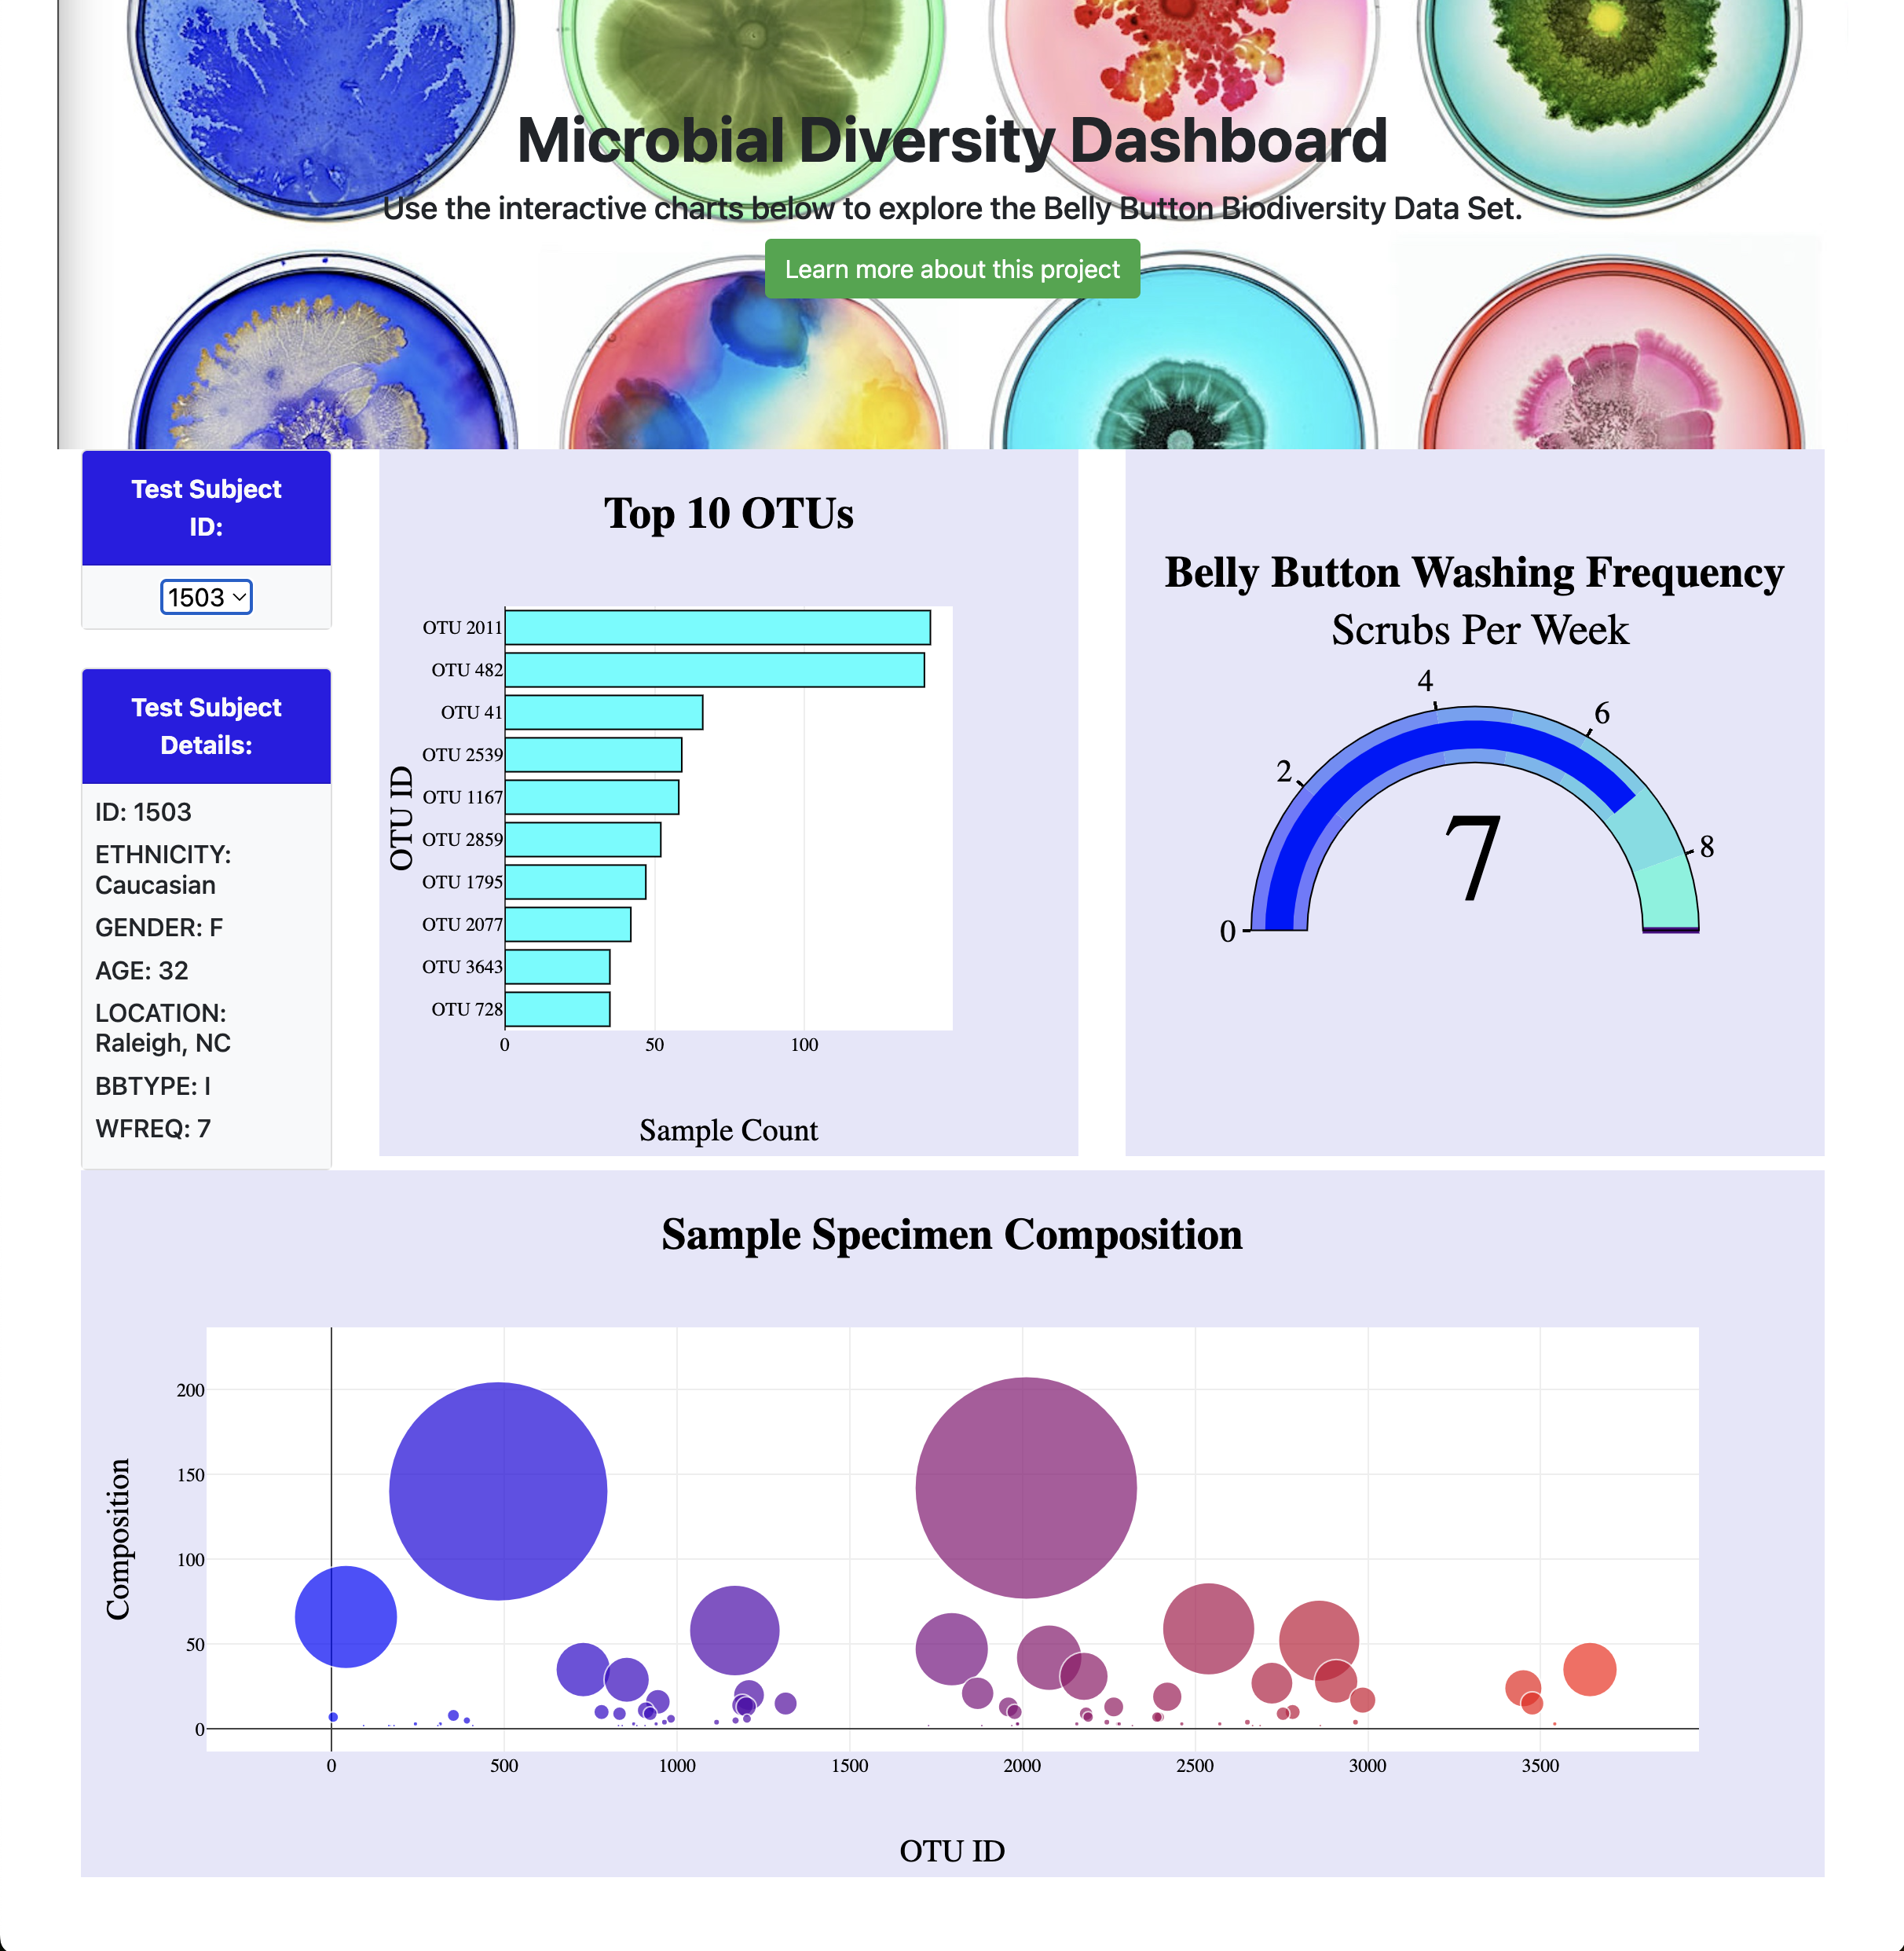 Microbial Diversity Dashboard
Use the interactive charts below to explore the Belly Button Biodiversity Data Set.
Learn more about this project
Test Subject
ID:
1503
Test Subject
Details:
ID: 1503
ETHNICITY:
Caucasian
GENDER: F
AGE: 32
LOCATION:
Raleigh, NC
BBTYPE: I
WFREQ: 7
Top 10 OTUs
OTU ID
OTU 2011
OTU 482
OTU 41
OTU 2539
OTU 1167
OTU 2859
OTU 1795
OTU 2077
OTU 3643
OTU 728
0 50 100
Sample Count
Belly Button Washing Frequency
Scrubs Per Week
0
2
4
6
8
7
Sample Specimen Composition
Composition
200
150
100
50
0
0 500 1000 1500 2000 2500 3000 3500
OTU ID